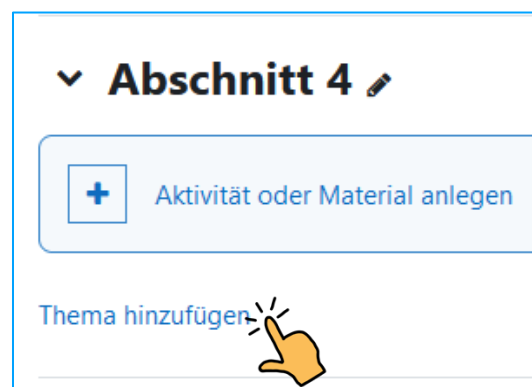 Abschnitt 4
Aktivität oder Material anlegen
Thema hinzufügen